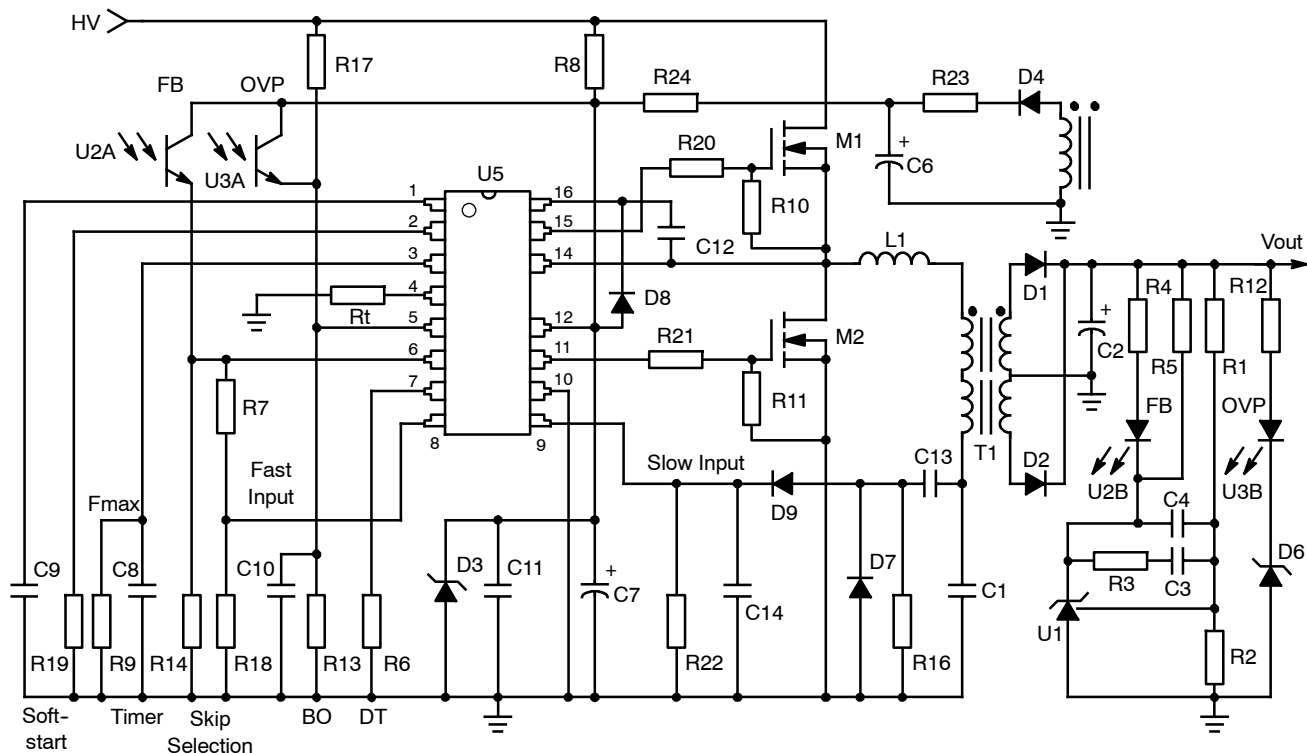 HV
R17
R8
FB
OVP
R24
R23
D4
U2A
U3A
R20
M1
C6
U5
R10
1
16
2
15
3
14
4
5
12
6
11
7
10
8
9
C12
L1
Vout
D8
Rt
D1
R4
R12
R21
M2
C2
R5
R1
R7
R11
FB
OVP
T1
Fast
Input
Slow Input
C13
D2
U2B
U3B
Fmax
D9
C4
C9
C8
C10
D3
C11
C7
C14
D7
C1
R3
C3
D6
U1
R19
R9
R14
R18
R13
R6
R22
R16
R2
Soft-
start
Timer
Skip
Selection
BO
DT
+
+
+